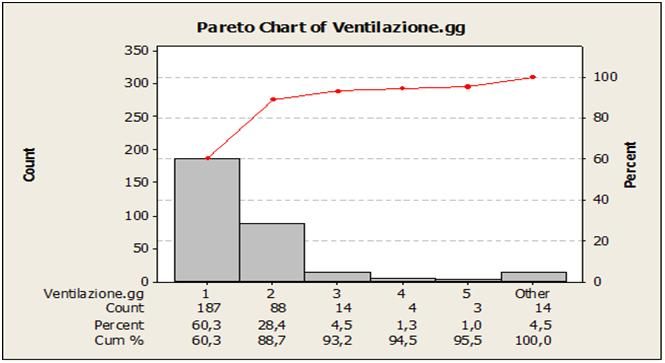 Pareto Chart of Ventilazione.gg
350
300
250
200
150
100
50
0
Count
100
80
60
40
20
0
Percent
Ventilazione.gg 1 2 3 4 5 Other
Count 187 88 14 4 3 14
Percent 60,3 28,4 4,5 1,3 1,0 4,5
Cum % 60,3 88,7 93,2 94,5 95,5 100,0